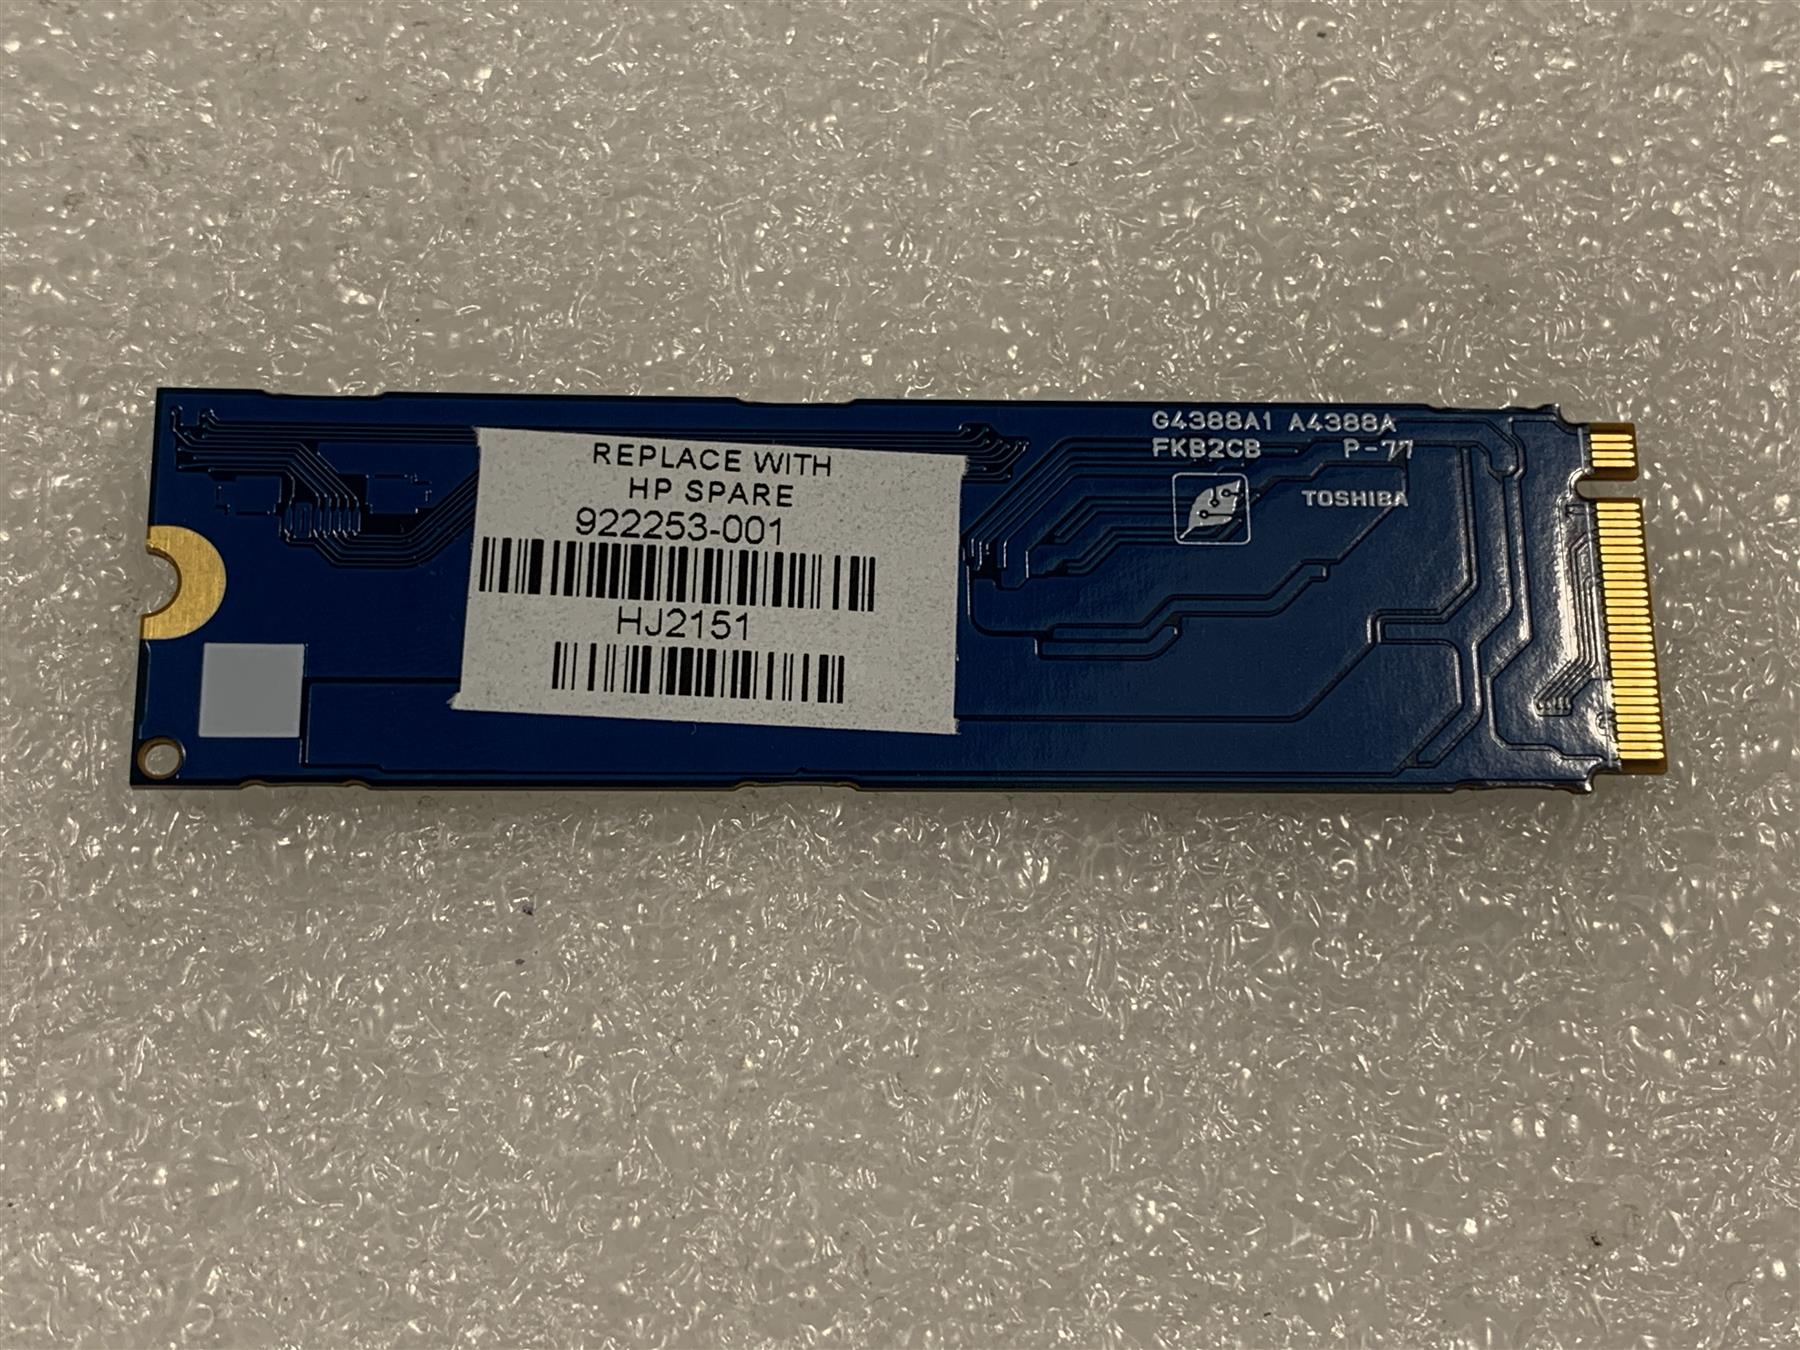 REPLACE WITH
HP SPARE
922253-001
HJ2151
G4388A1 A4388A
FKB2CB P-77
TOSHIBA